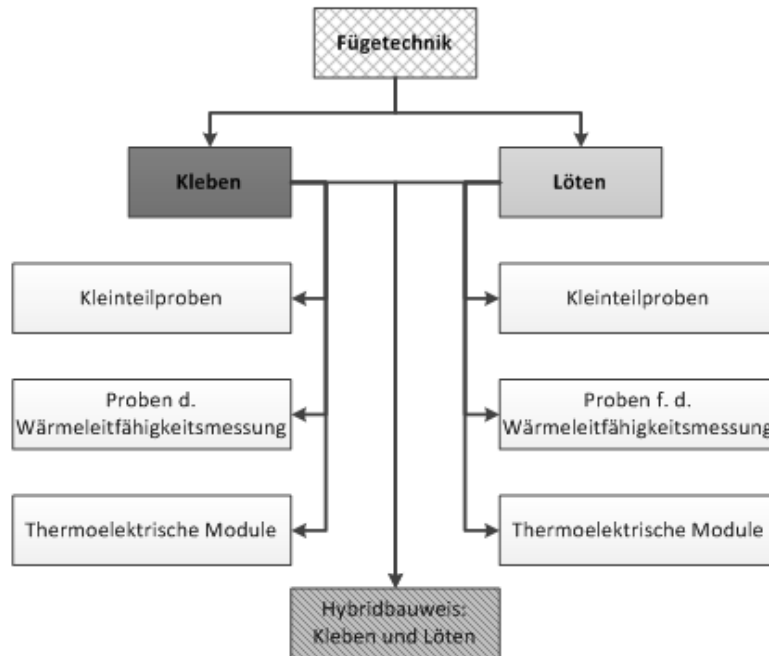 Fügetechnik
Kleben
Löten
Kleinteilproben
Kleinteilproben
Proben d.
Wärmeleitfähigkeitsmessung
Proben f. d.
Wärmeleitfähigkeitsmessung
Thermoelektrische Module
Thermoelektrische Module
Hybridbauweis:
Kleben und Löten